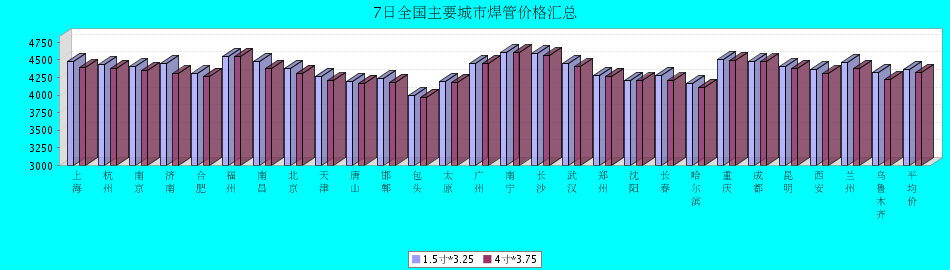 7日全国主要城市焊管价格汇总
4750
4500
4250
4000
3750
3500
3250
3000
上海
杭州
南京
济南
合肥
福州
南昌
北京
天津
唐山
邯郸
包头
太原
广州
南宁
长沙
武汉
郑州
沈阳
长春
哈尔滨
重庆
成都
昆明
西安
兰州
乌鲁木齐
平均价
1.5寸*3.25
4寸*3.75